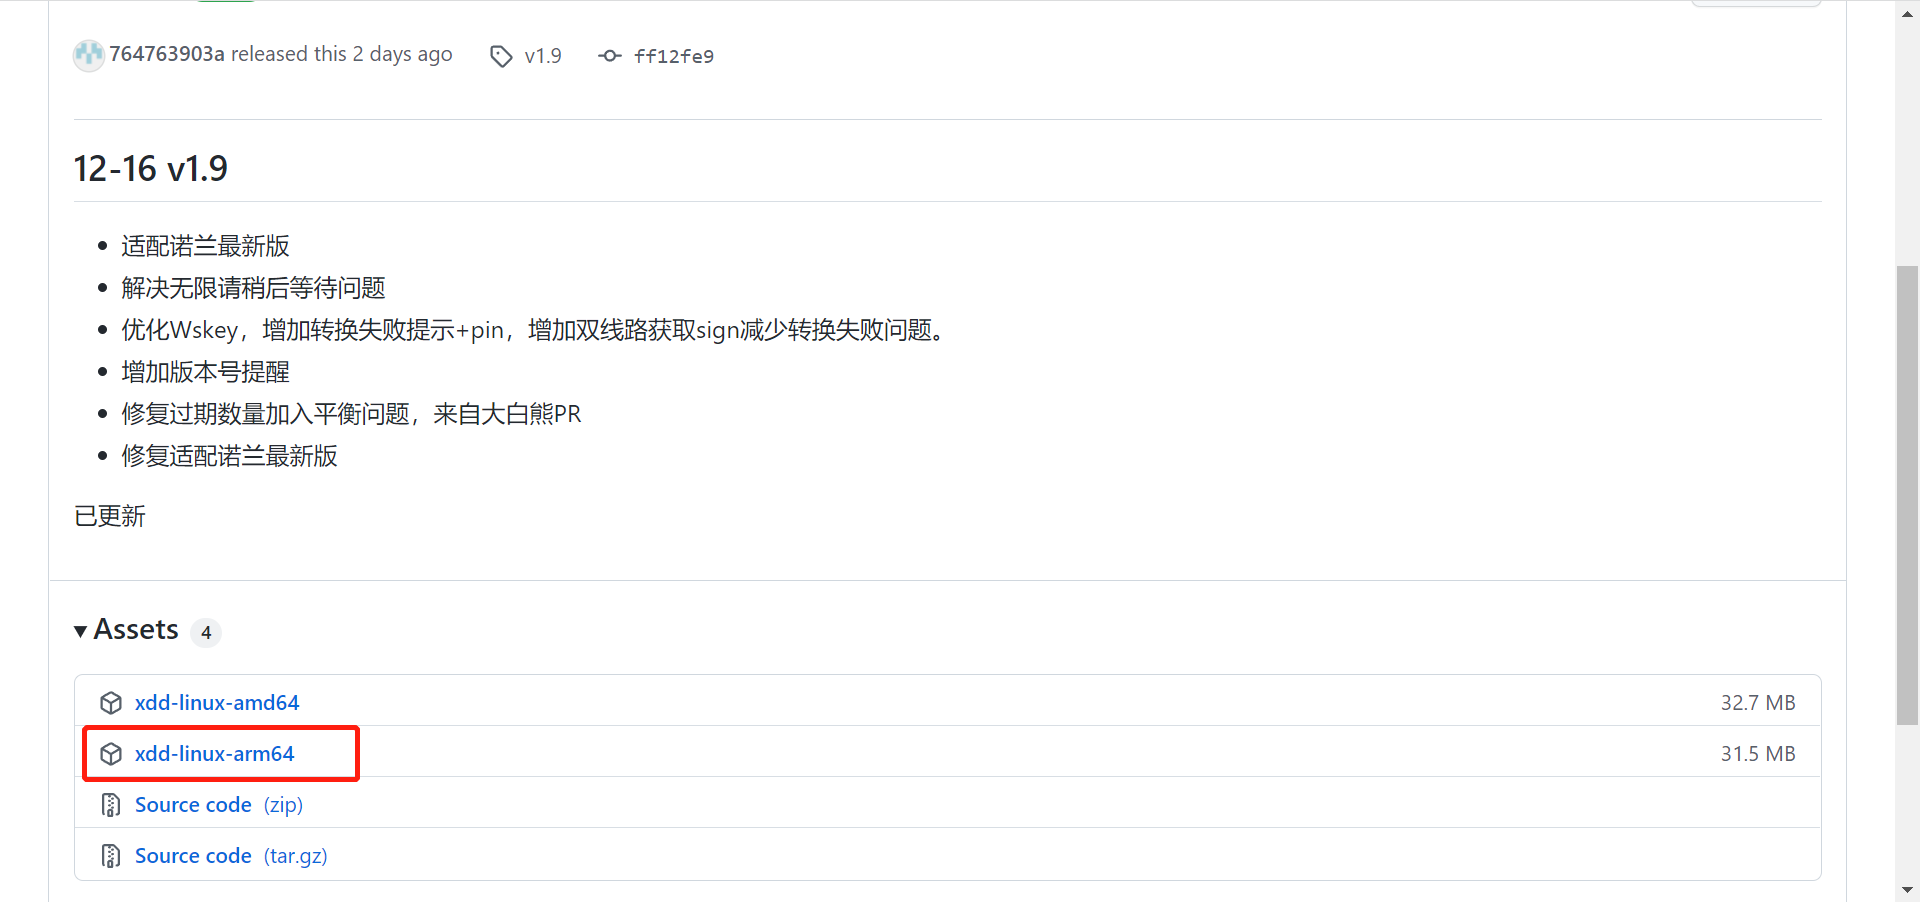 764763903a released this 2 days ago v1.9 ff12fe9
12-16 v1.9
适配诺兰最新版
解决无限请稍后等待问题
优化Wskey，增加转换失败提示+pin，增加双线路获取sign减少转换失败问题。
增加版本号提醒
修复过期数量加入平衡问题，来自大白熊PR
修复适配诺兰最新版
已更新
Assets 4
xdd-linux-amd64 32.7 MB
xdd-linux-arm64 31.5 MB
Source code (zip)
Source code (tar.gz)